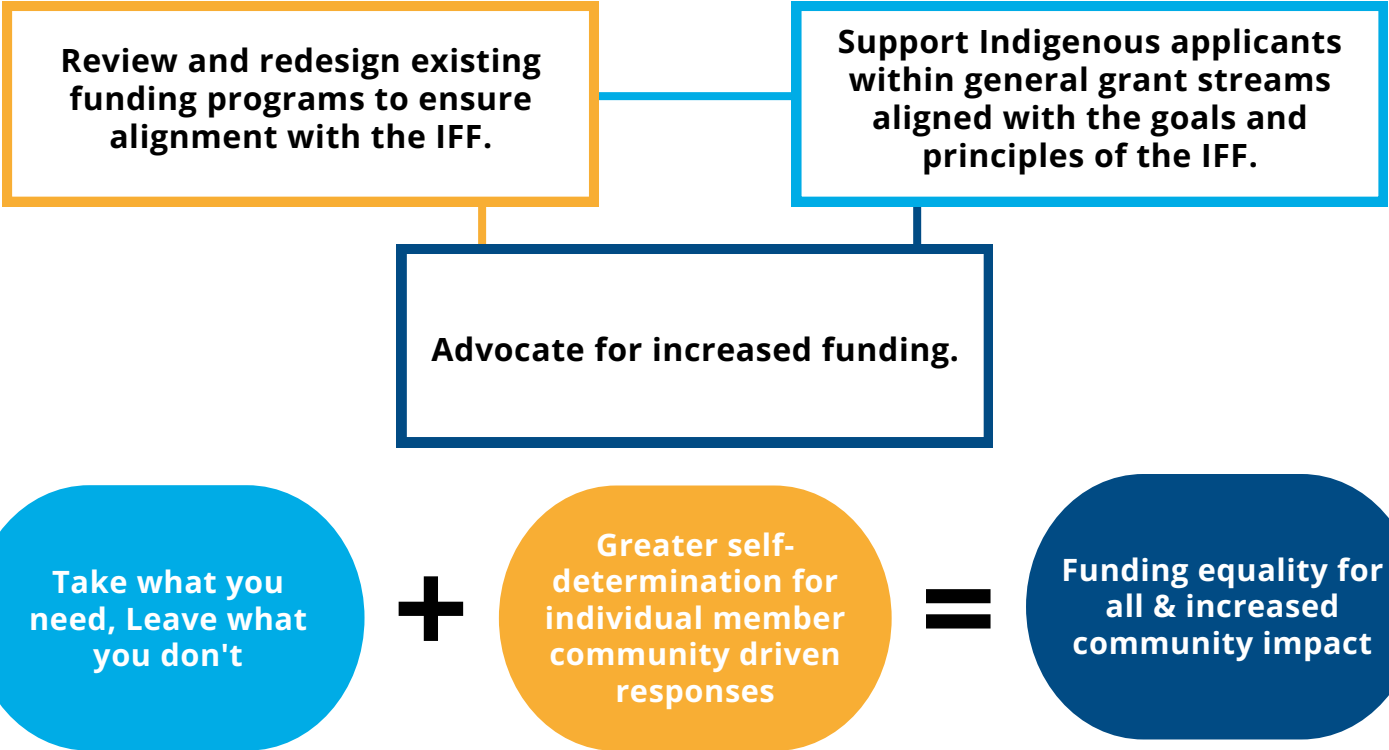 Review and redesign existing
funding programs to ensure
alignment with the IFF.
Support Indigenous applicants
within general grant streams
aligned with the goals and
principles of the IFF.
Advocate for increased funding.
Take what you
need, Leave what
you don't
+
Greater self-
determination for
individual member
community driven
responses
=
Funding equality for
all & increased
community impact